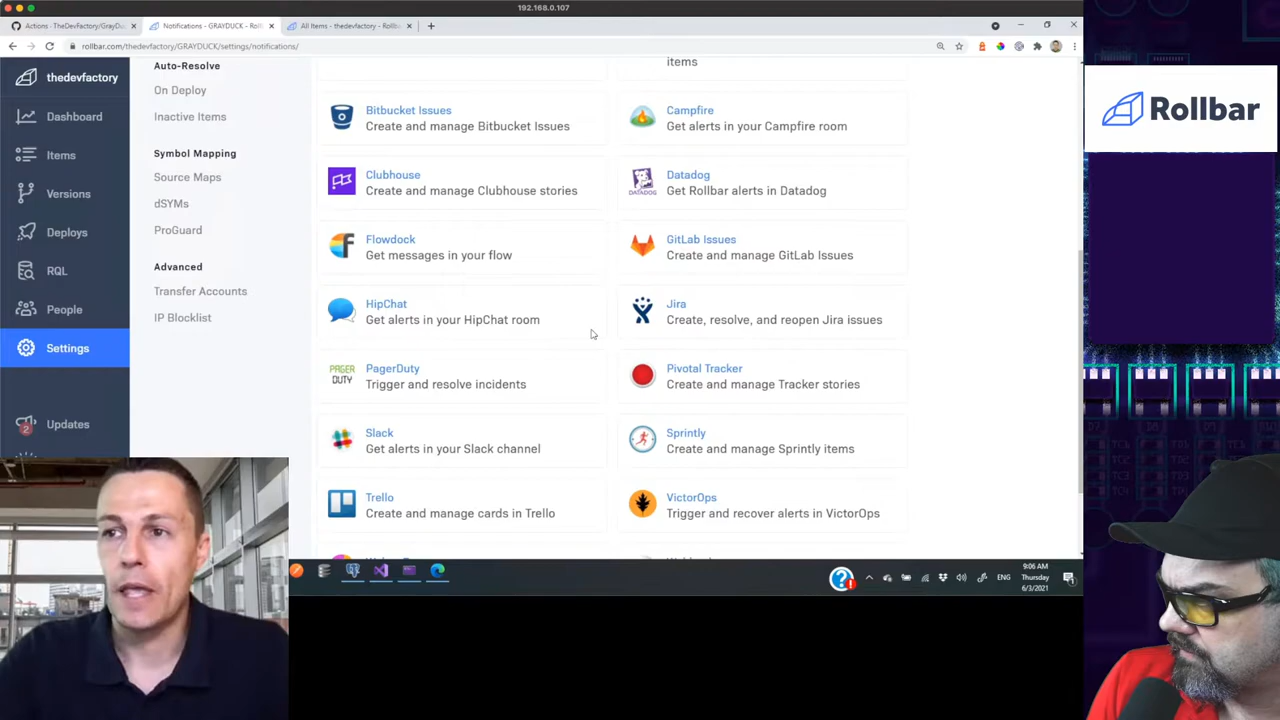 192.168.0.107
Actions · TheDevFactory/GrayDu
Notifications - GRAYDUCK - Roll
All Items - thedevfactory - Rollb
rollbar.com/thedevfactory/GRAYDUCK/settings/notifications/
thedevfactory
Dashboard
Items
Versions
Deploys
RQL
People
Settings
Updates
2
Auto-Resolve
On Deploy
Inactive Items
Symbol Mapping
Source Maps
dSYMs
ProGuard
Advanced
Transfer Accounts
IP Blocklist
items
Bitbucket Issues
Create and manage Bitbucket Issues
Campfire
Get alerts in your Campfire room
Clubhouse
Create and manage Clubhouse stories
DATADOG
Datadog
Get Rollbar alerts in Datadog
Flowdock
Get messages in your flow
GitLab Issues
Create and manage GitLab Issues
HipChat
Get alerts in your HipChat room
Jira
Create, resolve, and reopen Jira issues
PAGER
DUTY
PagerDuty
Trigger and resolve incidents
Pivotal Tracker
Create and manage Tracker stories
Slack
Get alerts in your Slack channel
Sprintly
Create and manage Sprintly items
Trello
Create and manage cards in Trello
VictorOps
Trigger and recover alerts in VictorOps
ENG
9:06 AM
Thursday
6/3/2021
Rollbar